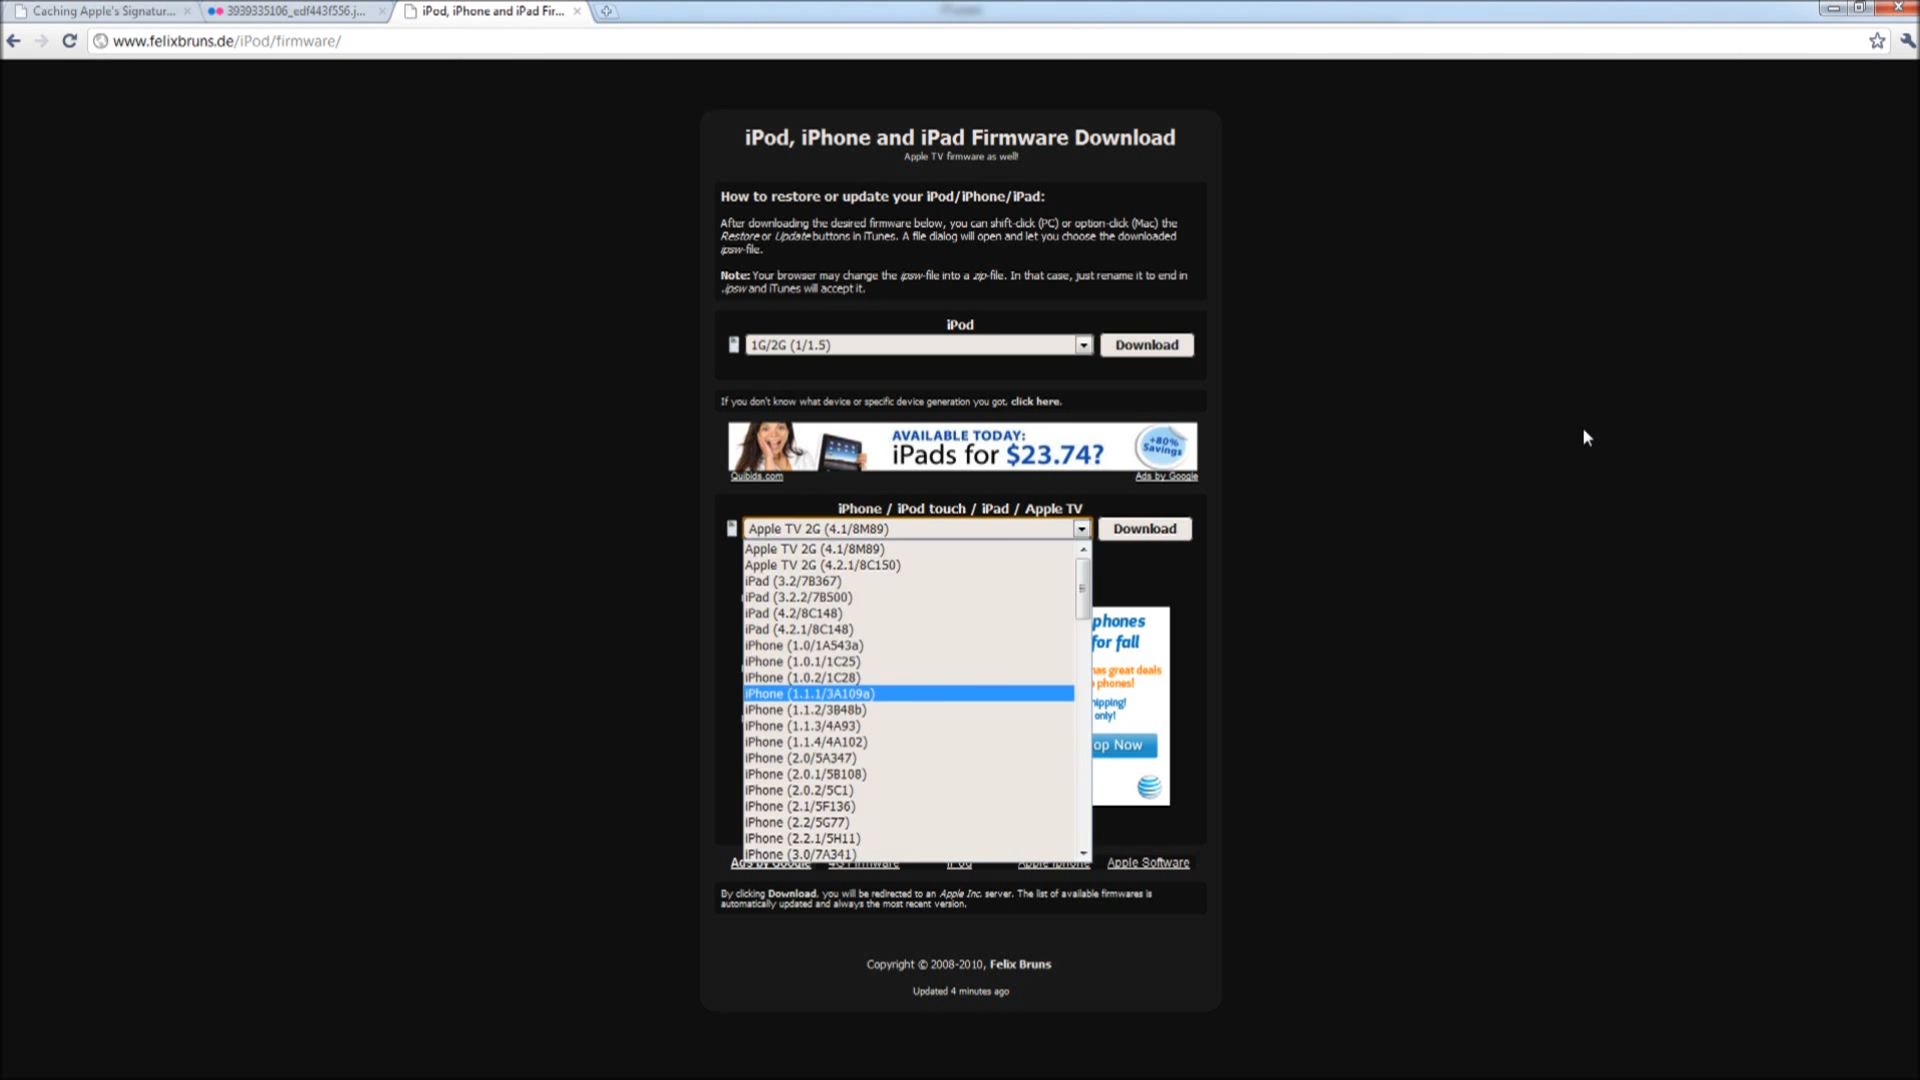 Caching Apple's Signatur...
3939335106_edf443f556.j...
iPod, iPhone and iPad Fir...
www.felixbruns.de/iPod/firmware/
iPod, iPhone and iPad Firmware Download
Apple TV firmware as well!
How to restore or update your iPod/iPhone/iPad:
After downloading the desired firmware below, you can shift-click (PC) or option-click (Mac) the
Restore or Update buttons in iTunes. A file dialog will open and let you choose the downloaded
ipsw-file.
Note: Your browser may change the ipsw-file into a zip-file. In that case, just rename it to end in
.ipsw and iTunes will accept it.
iPod
1G/2G (1/1.5)
Download
If you don't know what device or specific device generation you got, click here.
AVAILABLE TODAY:
iPads for $23.74?
+80%
Savings
Quibids.com
Ads by Google
iPhone / iPod touch / iPad / Apple TV
Apple TV 2G (4.1/8M89)
Download
Apple TV 2G (4.1/8M89)
Apple TV 2G (4.2.1/8C150)
iPad (3.2/7B367)
iPad (3.2.2/7B500)
iPad (4.2/8C148)
iPad (4.2.1/8C148)
iPhone (1.0/1A543a)
iPhone (1.0.1/1C25)
iPhone (1.0.2/1C28)
iPhone (1.1.1/3A109a)
iPhone (1.1.2/3B48b)
iPhone (1.1.3/4A93)
iPhone (1.1.4/4A102)
iPhone (2.0/5A347)
iPhone (2.0.1/5B108)
iPhone (2.0.2/5C1)
iPhone (2.1/5F136)
iPhone (2.2/5G77)
iPhone (2.2.1/5H11)
iPhone (3.0/7A341)
phones
for fall
has great deals
phones!
hipping!
only!
op Now
Ads by Google
4G Firmware
iPod
Apple Iphone
Apple Software
By clicking Download, you will be redirected to an Apple Inc. server. The list of available firmwares is
automatically updated and always the most recent version.
Copyright © 2008-2010, Felix Bruns
Updated 4 minutes ago